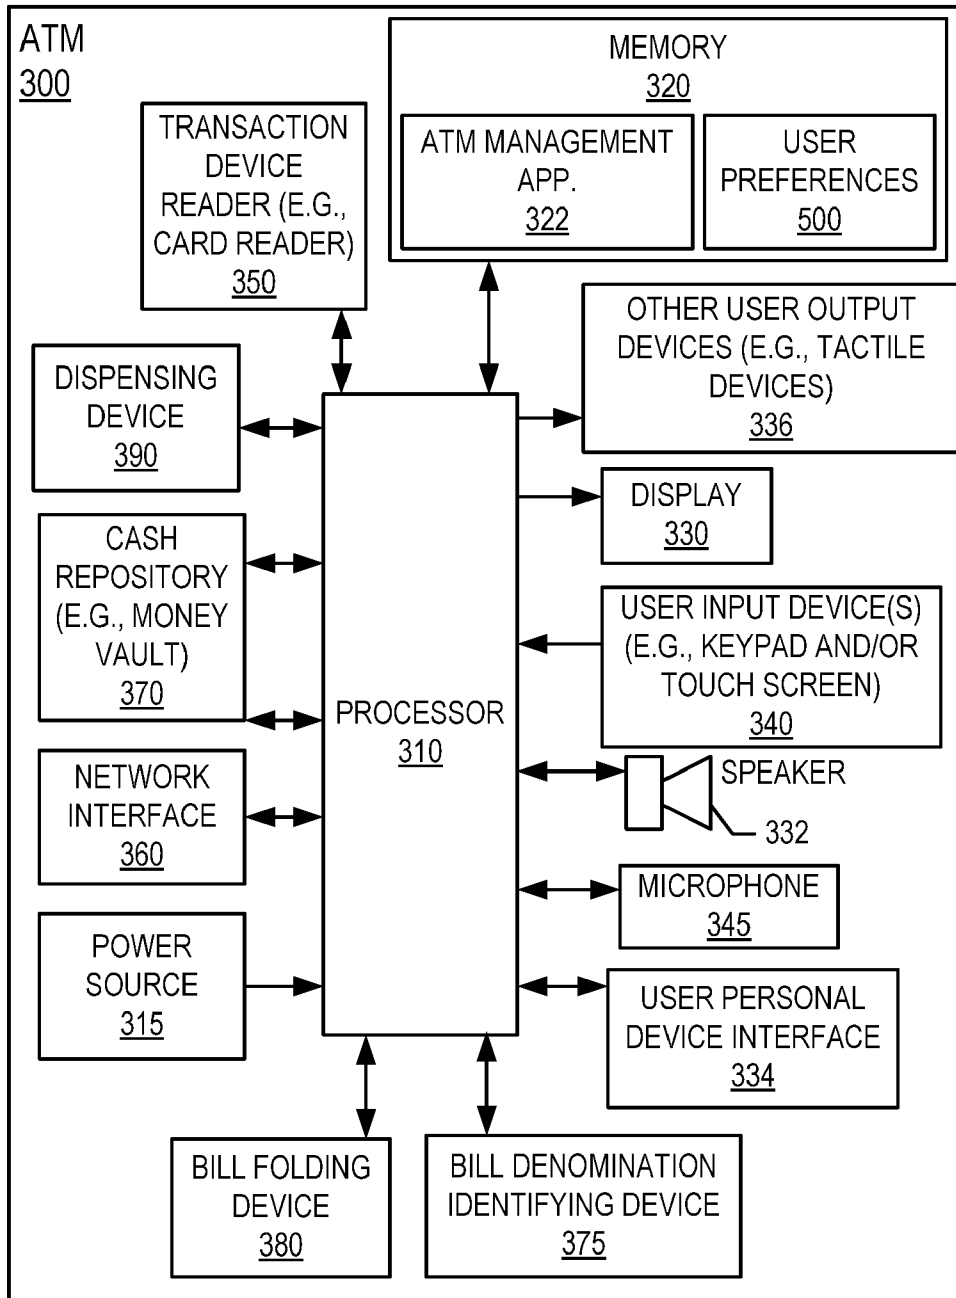 ATM
300
MEMORY
320
ATM MANAGEMENT
APP.
322
USER
PREFERENCES
500
TRANSACTION
DEVICE
READER (E.G.,
CARD READER)
350
OTHER USER OUTPUT
DEVICES (E.G., TACTILE
DEVICES)
336
DISPENSING
DEVICE
390
DISPLAY
330
CASH
REPOSITORY
(E.G., MONEY
VAULT)
370
USER INPUT DEVICE(S)
(E.G., KEYPAD AND/OR
TOUCH SCREEN)
340
PROCESSOR
310
NETWORK
INTERFACE
360
SPEAKER
332
MICROPHONE
345
POWER
SOURCE
315
USER PERSONAL
DEVICE INTERFACE
334
BILL FOLDING
DEVICE
380
BILL DENOMINATION
IDENTIFYING DEVICE
375